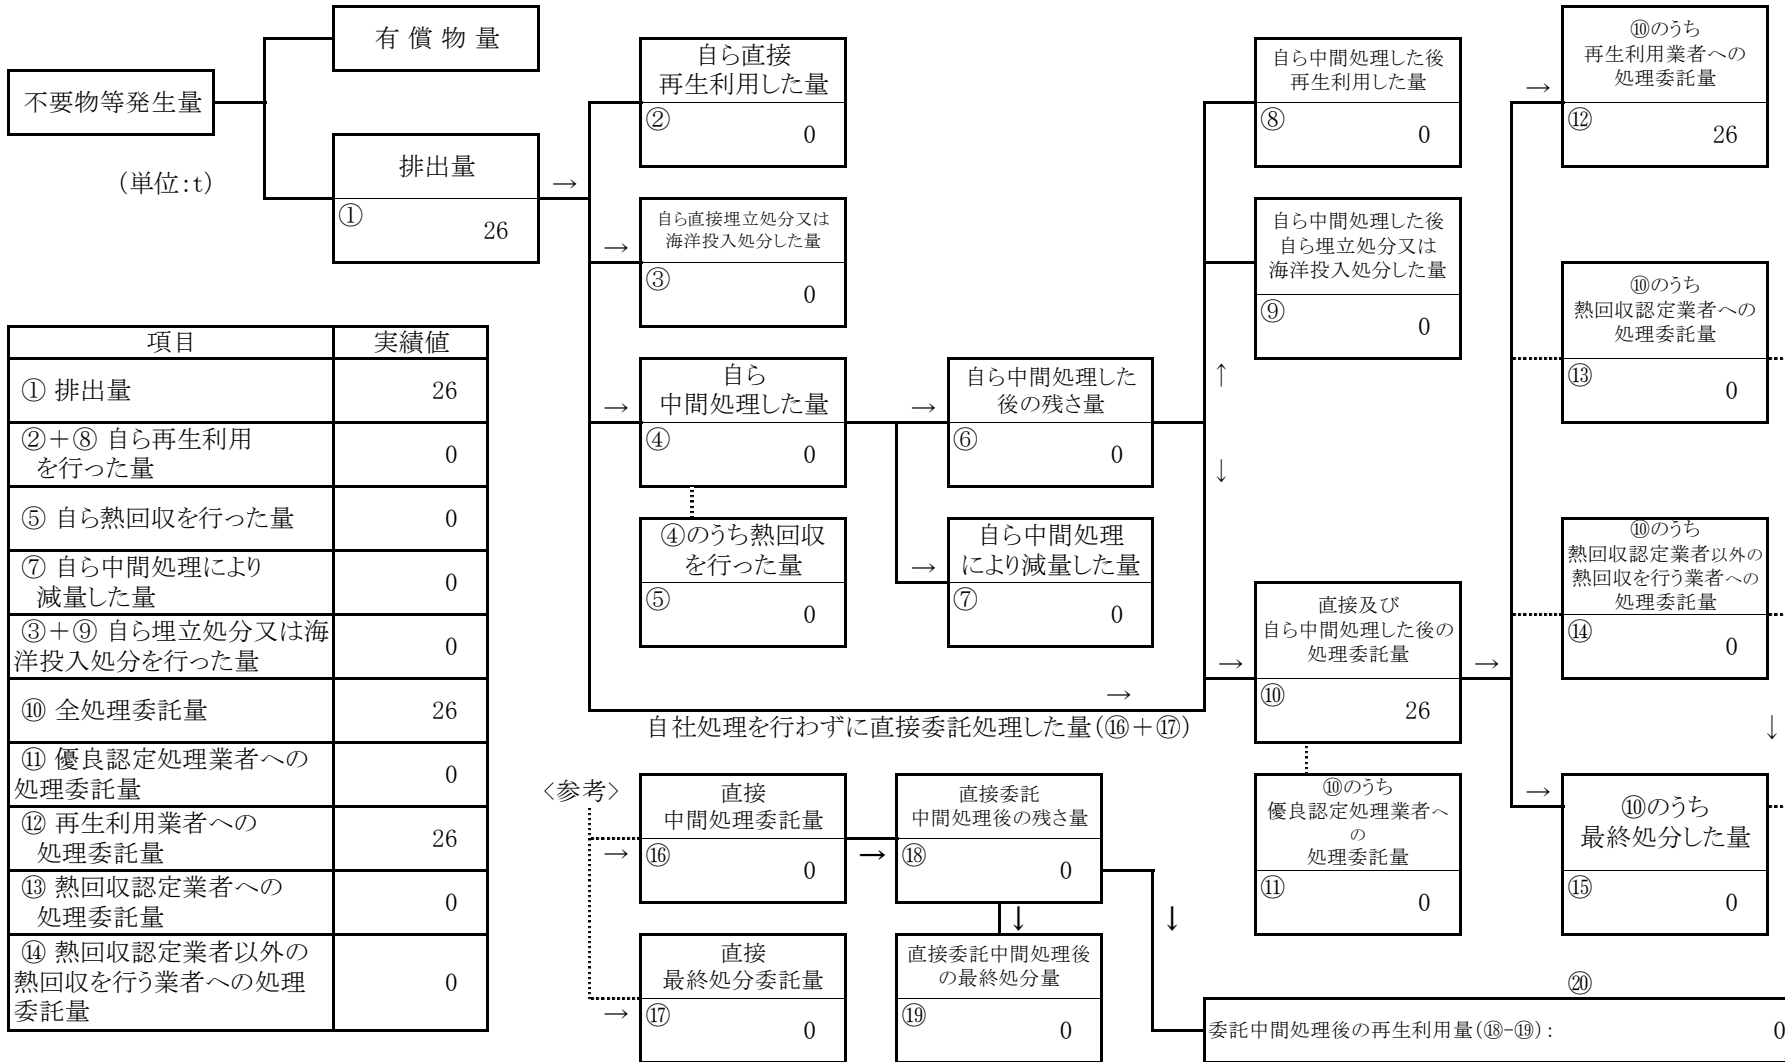 有 償 物 量
不要物等発生量
(単位:t)
排出量
①
26
→
自ら直接
再生利用した量
②
0
→
自ら直接埋立処分又は
海洋投入処分した量
③
0
→
自ら
中間処理した量
④
0
④のうち熱回収
を行った量
⑤
0
→
自ら中間処理した
後の残さ量
⑥
0
→
自ら中間処理
により減量した量
⑦
0
自ら中間処理した後
再生利用した量
⑧
0
自ら中間処理した後
自ら埋立処分又は
海洋投入処分した量
⑨
0
↑
↓
→
自社処理を行わずに直接委託処理した量(⑯+⑰)
→
直接及び
自ら中間処理した後の
処理委託量
⑩
26
⑩のうち
優良認定処理業者へ
の
処理委託量
⑪
0
→
→
⑩のうち
再生利用業者への
処理委託量
⑫
26
⑩のうち
熱回収認定業者への
処理委託量
⑬
0
⑩のうち
熱回収認定業者以外の
熱回収を行う業者への
処理委託量
⑭
0
↓
→
⑩のうち
最終処分した量
⑮
0
項目 実績値
① 排出量 26
②+⑧ 自ら再生利用
を行った量 0
⑤ 自ら熱回収を行った量 0
⑦ 自ら中間処理により
減量した量 0
③+⑨ 自ら埋立処分又は海
洋投入処分を行った量 0
⑩ 全処理委託量 26
⑪ 優良認定処理業者への
処理委託量 0
⑫ 再生利用業者への
処理委託量 26
⑬ 熱回収認定業者への
処理委託量 0
⑭ 熱回収認定業者以外の
熱回収を行う業者への処理
委託量 0
<参考>
→
直接
中間処理委託量
⑯
0
→
直接委託
中間処理後の残さ量
⑱
0
↓
↓
→
直接
最終処分委託量
⑰
0
直接委託中間処理後
の最終処分量
⑲
0
⑳
委託中間処理後の再生利用量(⑱-⑲): 0